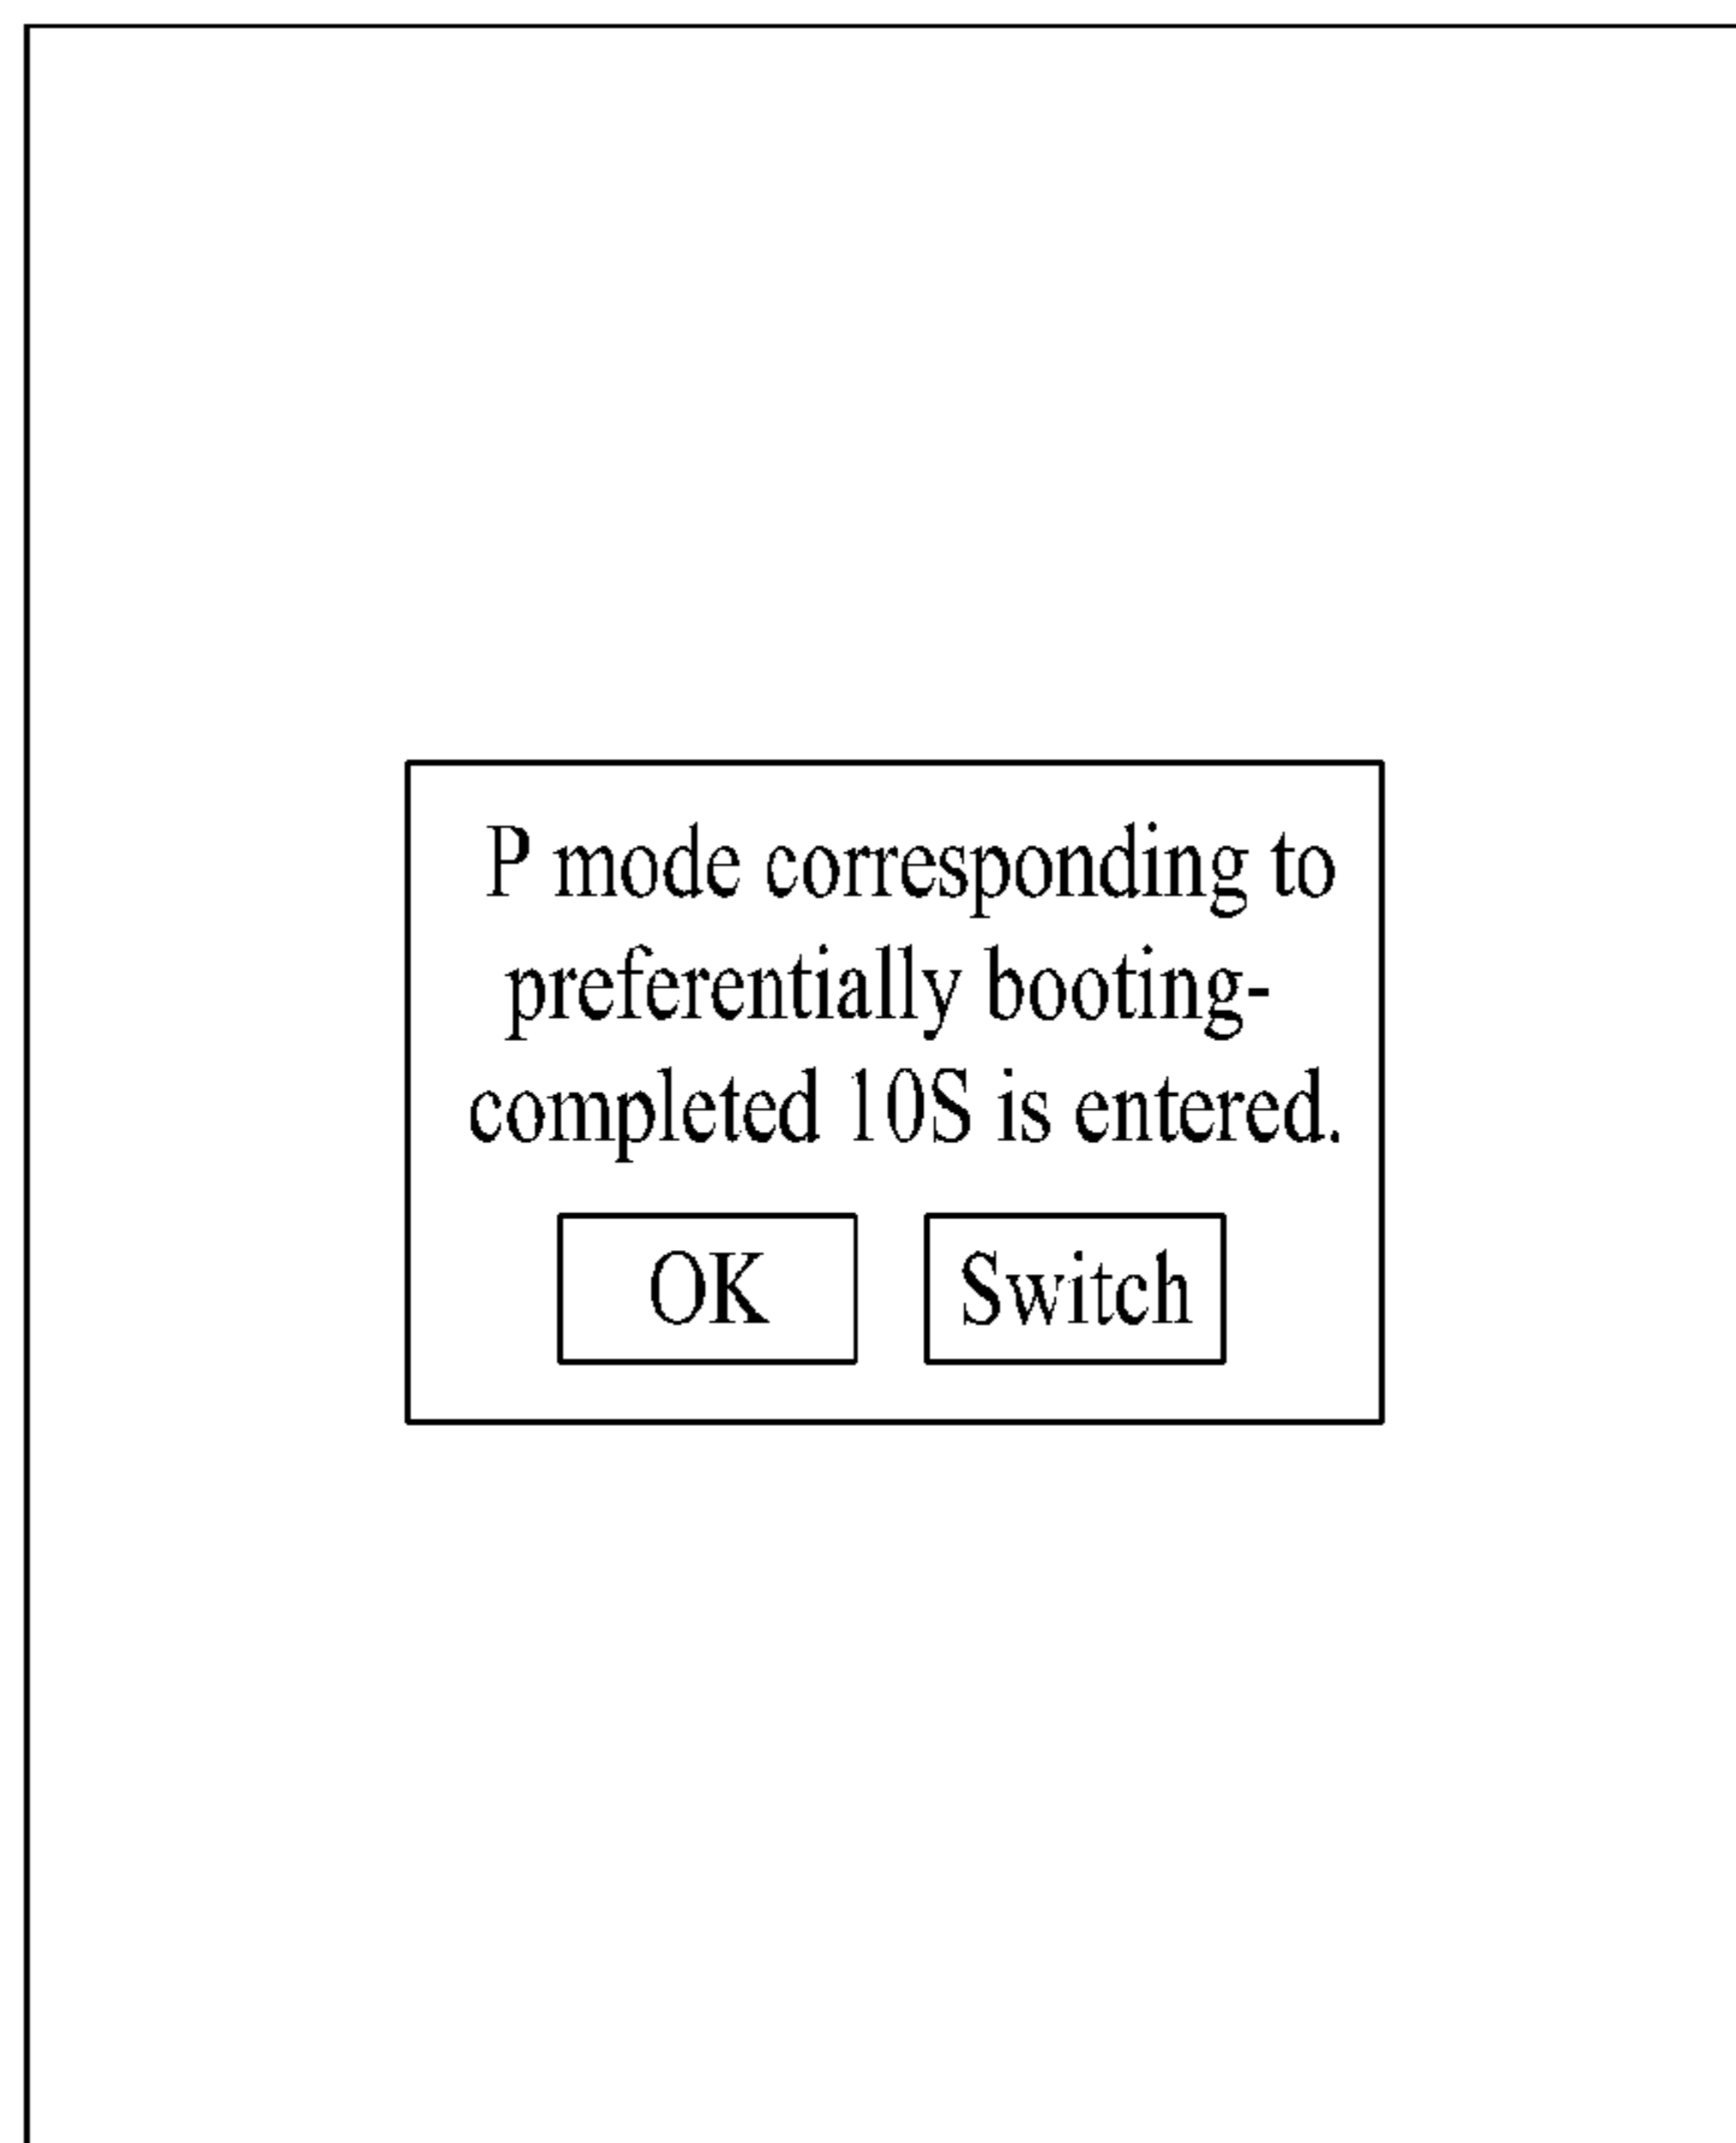 P mode corresponding to
preferentially booting-
completed 10S is entered.
OK
Switch